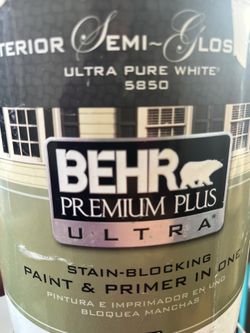 TERIOR SEMI~GLOS
ULTRA PURE WHITE®
5850
BEHR
PREMIUM PLUS
ULTRA®
STAIN-BLOCKING
PAINT & PRIMER IN ONE
PINTURA E IMPRIMADOR EN UNO
BLOQUEA MANCHAS